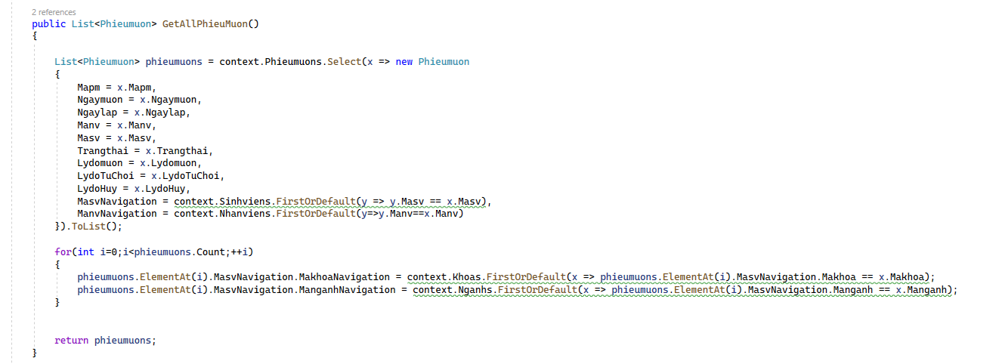 2 references
public List<Phieumuon> GetAllPhieuMuon()
{
List<Phieumuon> phieumuons = context.Phieumuons.Select(x => new Phieumuon
{
Mapm = x.Mapm,
Ngaymuon = x.Ngaymuon,
Ngaylap = x.Ngaylap,
Manv = x.Manv,
Masv = x.Masv,
Trangthai = x.Trangthai,
Lydomuon = x.Lydomuon,
LydoTuChoi = x.LydoTuChoi,
LydoHuy = x.LydoHuy,
MasvNavigation = context.Sinhviens.FirstOrDefault(y => y.Masv == x.Masv),
ManvNavigation = context.Nhanviens.FirstOrDefault(y=>y.Manv==x.Manv)
}).ToList();
for(int i=0;i<phieumuons.Count;++i)
{
phieumuons.ElementAt(i).MasvNavigation.MakhoaNavigation = context.Khoas.FirstOrDefault(x => phieumuons.ElementAt(i).MasvNavigation.Makhoa == x.Makhoa);
phieumuons.ElementAt(i).MasvNavigation.ManganhNavigation = context.Nganhs.FirstOrDefault(x => phieumuons.ElementAt(i).MasvNavigation.Manganh == x.Manganh);
}
return phieumuons;
}